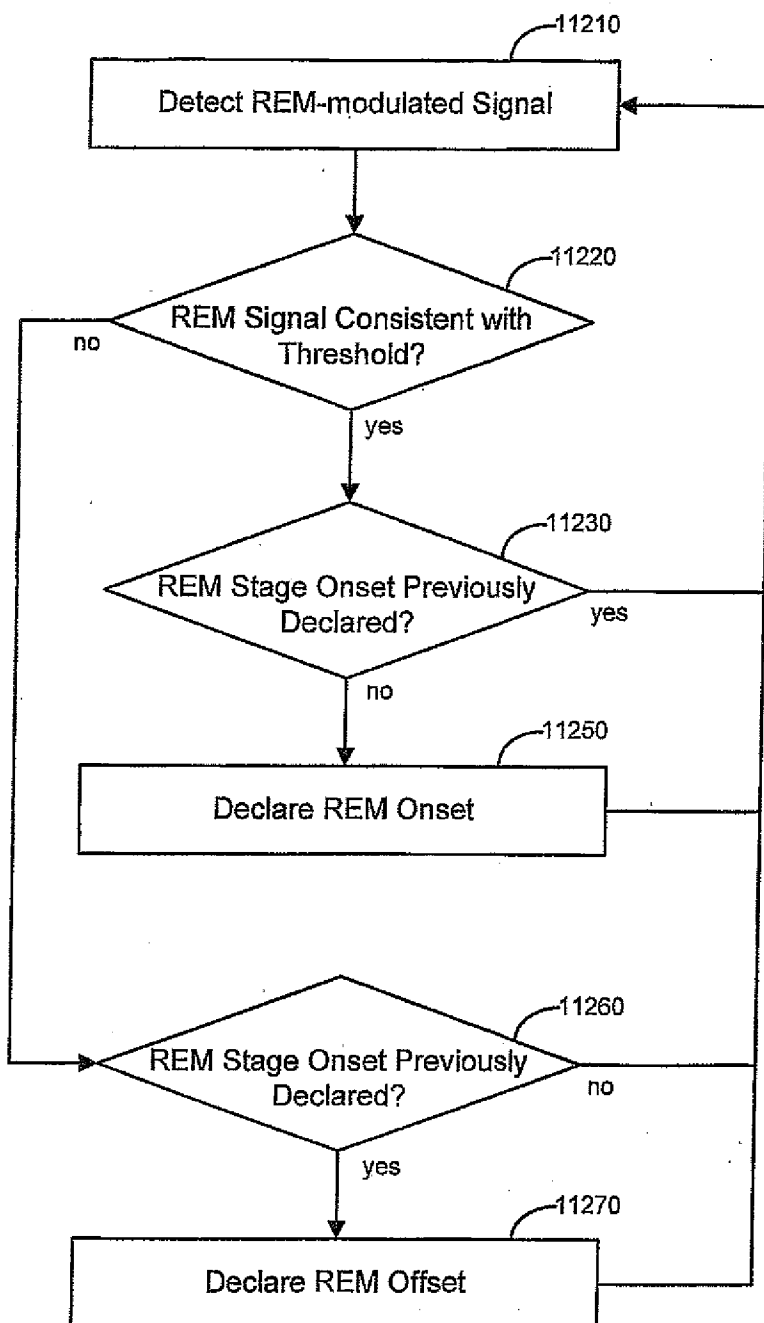 11210
Detect REM-modulated Signal
11220
REM Signal Consistent with
Threshold?
no
yes
11230
REM Stage Onset Previously
Declared?
yes
no
11250
Declare REM Onset
11260
REM Stage Onset Previously
Declared?
no
yes
11270
Declare REM Offset